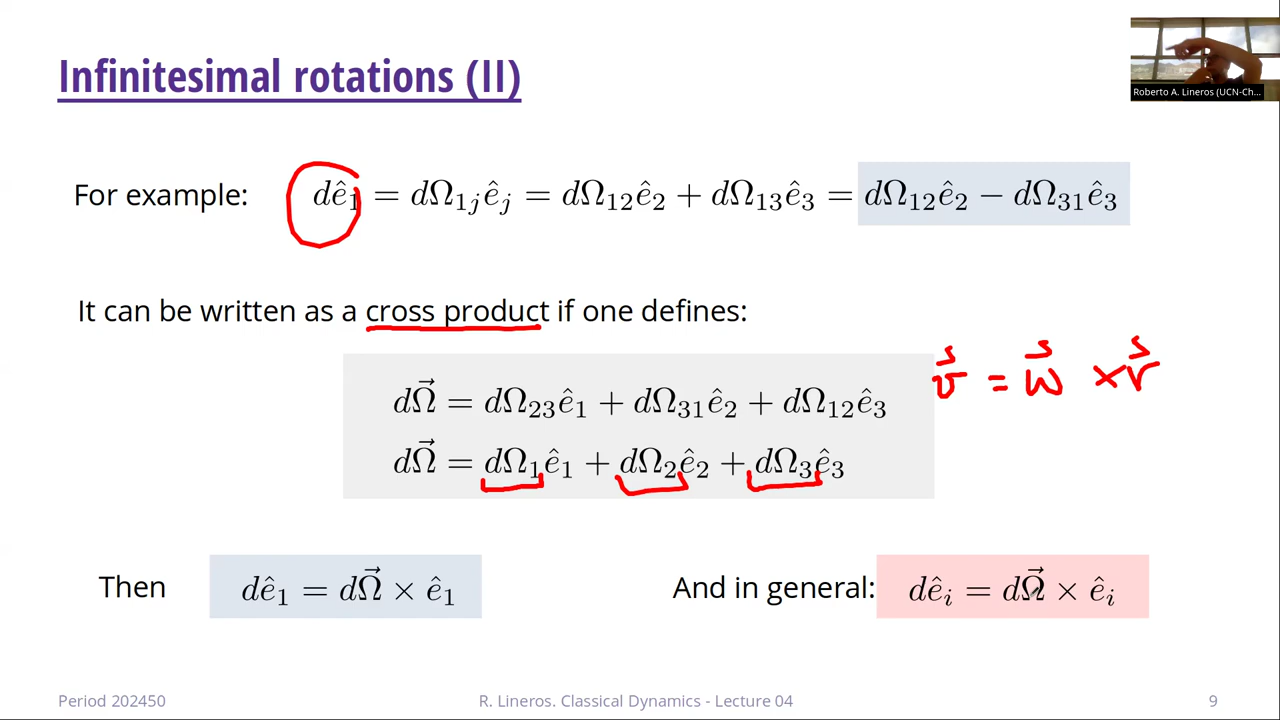 Infinitesimal rotations (II)
Roberto A. Lineros (UCN-Ch...
For example: dê₁ = dΩ₁ⱼêⱼ = dΩ₁₂ê₂ + dΩ₁₃ê₃ = dΩ₁₂ê₂ − dΩ₃₁ê₃
It can be written as a cross product if one defines:
v⃗ = w⃗ × r⃗
dΩ⃗ = dΩ₂₃ê₁ + dΩ₃₁ê₂ + dΩ₁₂ê₃
dΩ⃗ = dΩ₁ê₁ + dΩ₂ê₂ + dΩ₃ê₃
Then dê₁ = dΩ⃗ × ê₁ And in general: dêᵢ = dΩ⃗ × êᵢ
Period 202450 R. Lineros. Classical Dynamics - Lecture 04 9